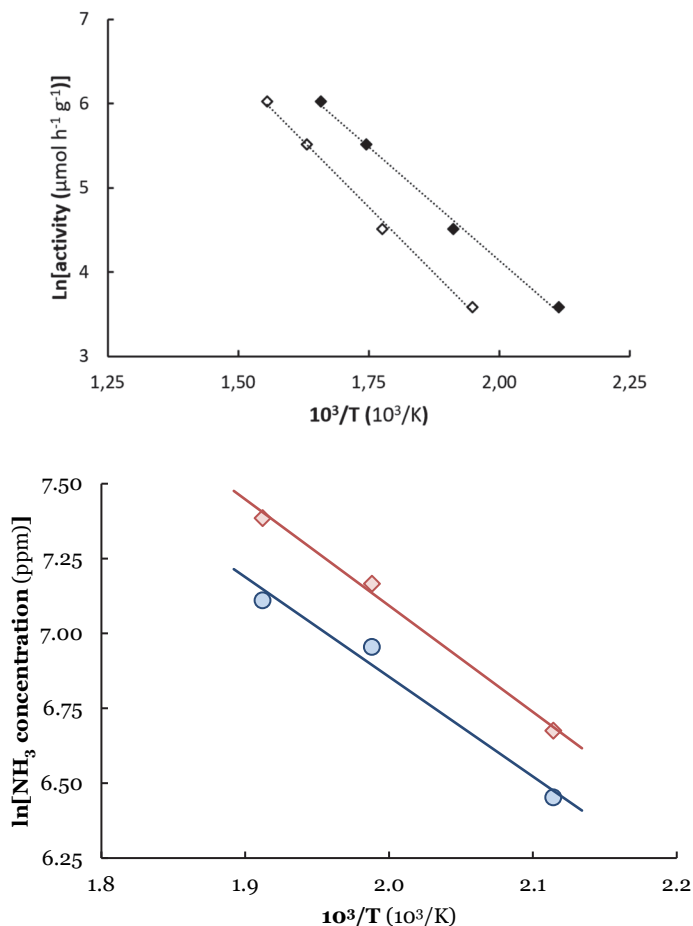 7
6
5
4
3
Ln[activity (µmol h⁻¹ g⁻¹)]
1,25 1,50 1,75 2,00 2,25
10³/T (10³/K)
7.50
7.25
7.00
6.75
6.50
6.25
ln[NH₃ concentration (ppm)]
1.8 1.9 2.0 2.1 2.2
10³/T (10³/K)